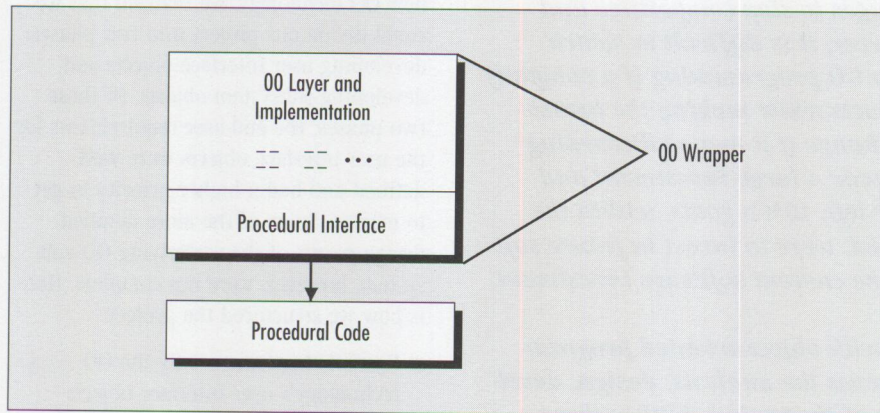 OO Layer and
Implementation
Procedural Interface
OO Wrapper
Procedural Code